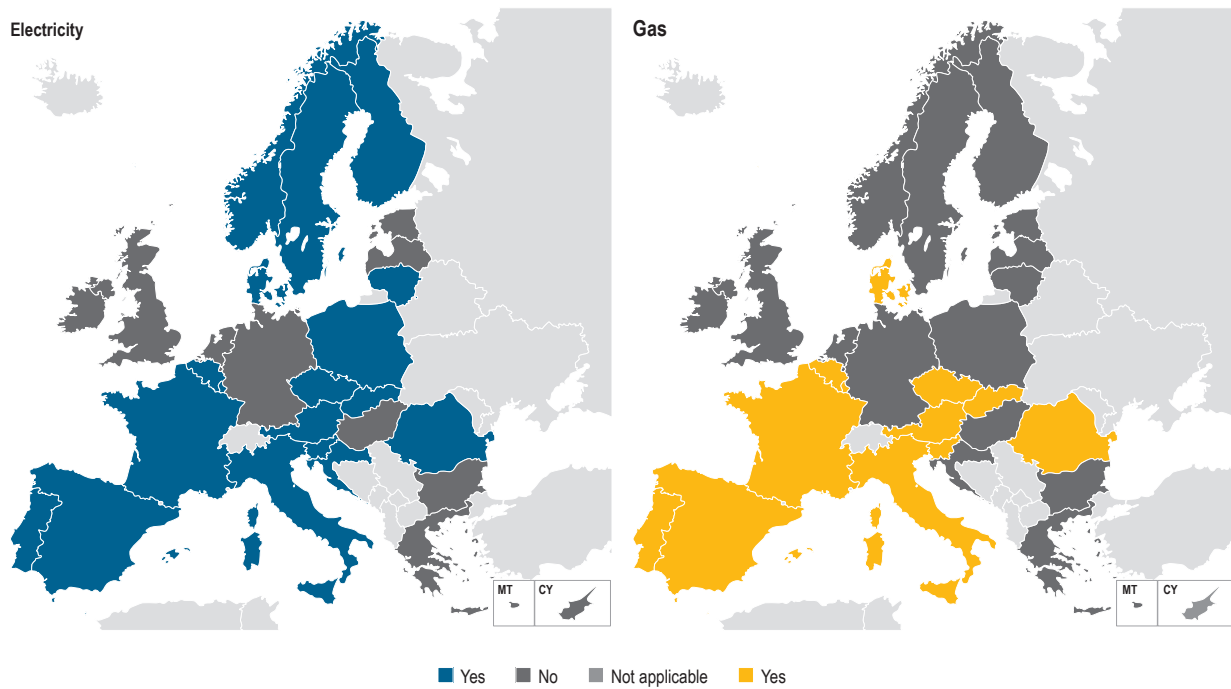 Electricity
Gas
MT CY
MT CY
Yes No Not applicable Yes